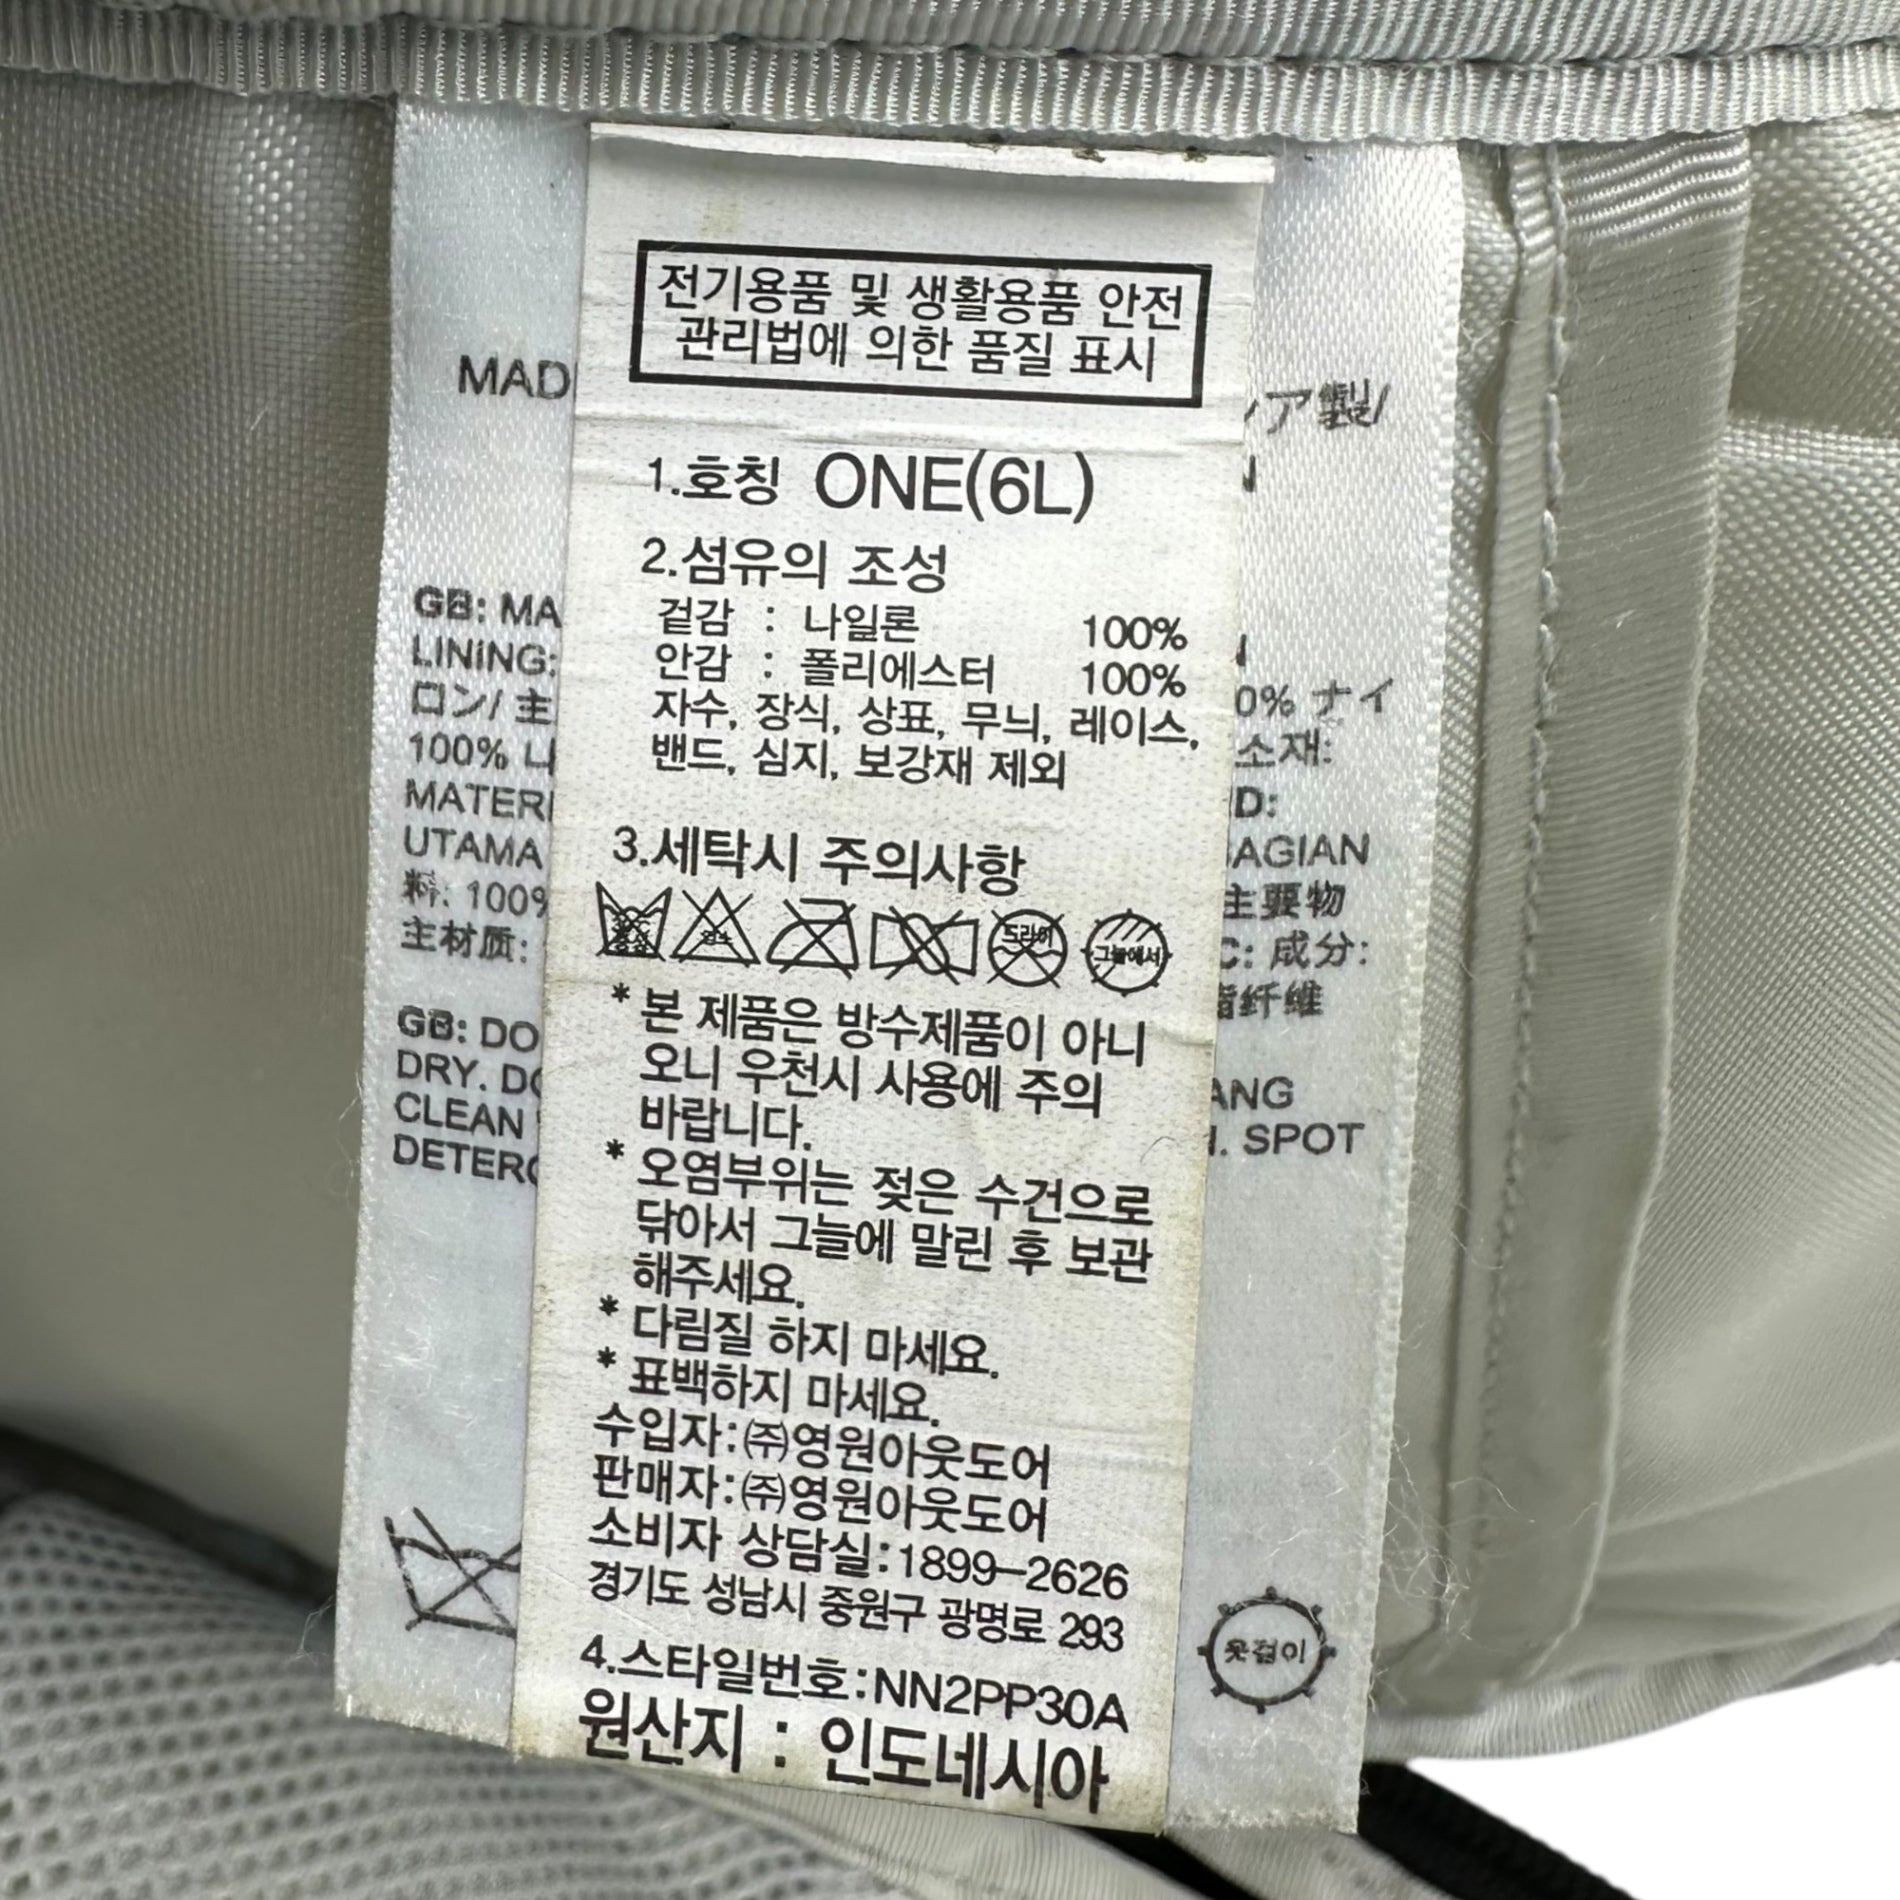 전기용품 및 생활용품 안전
관리법에 의한 품질 표시
1.호칭 ONE(6L)
2.섬유의 조성
겉감 : 나일론 100%
안감 : 폴리에스터 100%
자수, 장식, 상표, 무늬, 레이스,
밴드, 심지, 보강재 제외
3.세탁시 주의사항
드라이
그늘에서
* 본 제품은 방수제품이 아니
오니 우천시 사용에 주의
바랍니다.
* 오염부위는 젖은 수건으로
닦아서 그늘에 말린 후 보관
해주세요.
* 다림질 하지 마세요.
* 표백하지 마세요.
수입자:㈜영원아웃도어
판매자:㈜영원아웃도어
소비자 상담실:1899-2626
경기도 성남시 중원구 광명로 293
4.스타일번호:NN2PP30A
원산지 : 인도네시아
MAD
ア製/
GB: MA
LINING:
ロン/ 主
0% ナイ
100% 나
소재:
MATERI
D:
UTAMA
AGIAN
料: 100%
主要物
主材质:
C: 成分:
纤维
GB: DO
DRY. DO
ANG
CLEAN
. SPOT
DETERG
옷걸이